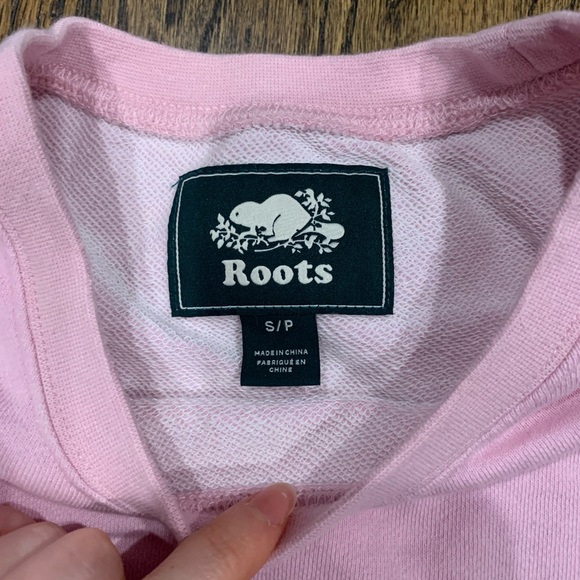 Roots
S/P
MADE IN CHINA
FABRIQUÉ EN
CHINE